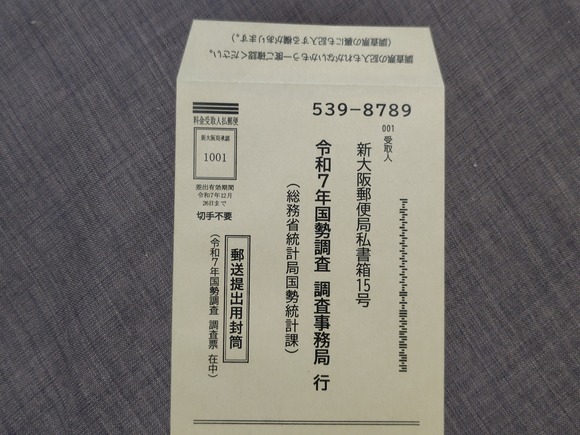 調査票の記入もれがないかもう一度ご確認ください。
（調査票の裏にも記入する欄があります。）
539-8789
001
受取人
新大阪郵便局私書箱15号
令和7年国勢調査 調査事務局 行
（総務省統計局国勢統計課）
料金受取人払郵便
新大阪局承認
1001
差出有効期間
令和7年12月
26日まで
切手不要
郵送提出用封筒
（令和7年国勢調査 調査票 在中）